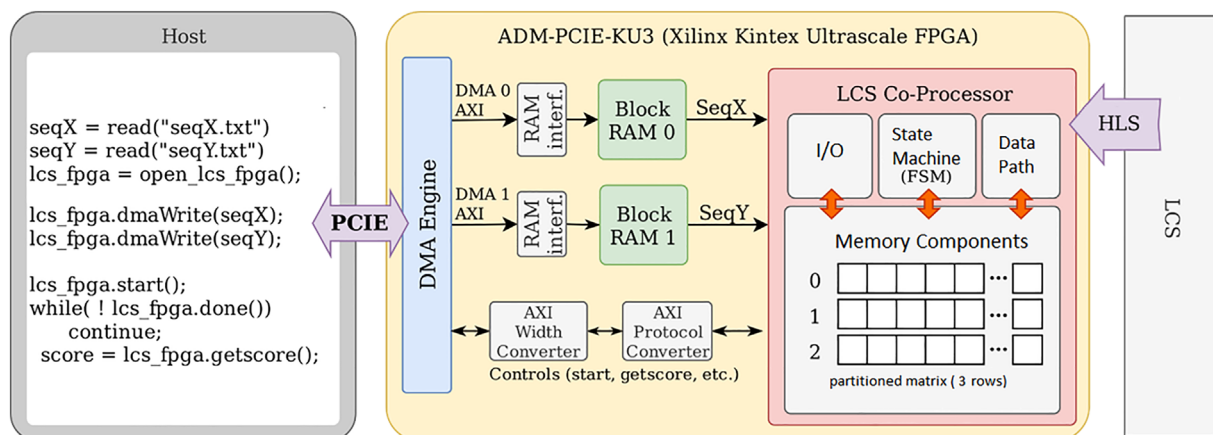 Host
seqX = read("seqX.txt")
seqY = read("seqY.txt")
lcs_fpga = open_lcs_fpga();
lcs_fpga.dmaWrite(seqX);
lcs_fpga.dmaWrite(seqY);
lcs_fpga.start();
while( ! lcs_fpga.done())
continue;
score = lcs_fpga.getscore();
PCIE
ADM-PCIE-KU3 (Xilinx Kintex Ultrascale FPGA)
DMA Engine
DMA 0
AXI
RAM
interf.
Block
RAM 0
SeqX
DMA 1
AXI
RAM
interf.
Block
RAM 1
SeqY
AXI
Width
Converter
AXI
Protocol
Converter
Controls (start, getscore, etc.)
LCS Co-Processor
I/O
State
Machine
(FSM)
Data
Path
Memory Components
0 ...
1 ...
2 ...
partitioned matrix ( 3 rows)
HLS
LCS